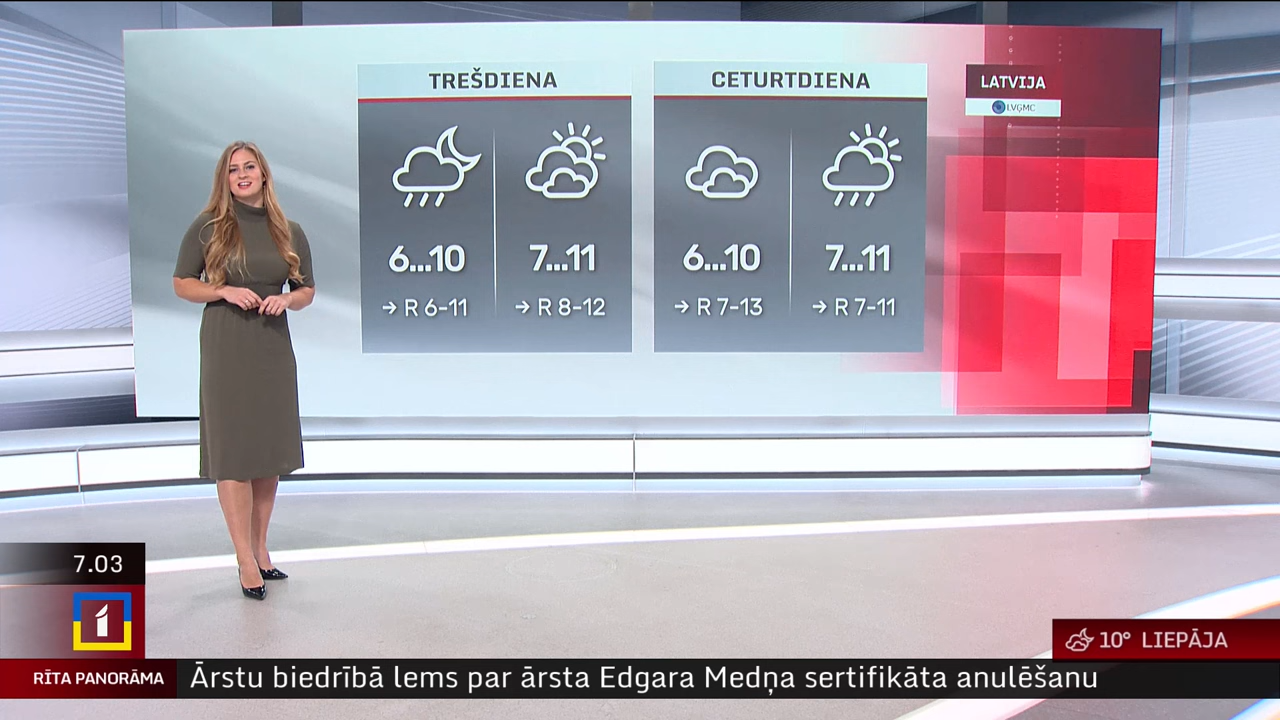 TREŠDIENA
6...10
7...11
→ R 6-11
→ R 8-12
CETURTDIENA
6...10
7...11
→ R 7-13
→ R 7-11
LATVIJA
LVĢMC
7.03
1
10° LIEPĀJA
RĪTA PANORĀMA
Ārstu biedrībā lems par ārsta Edgara Medņa sertifikāta anulēšanu